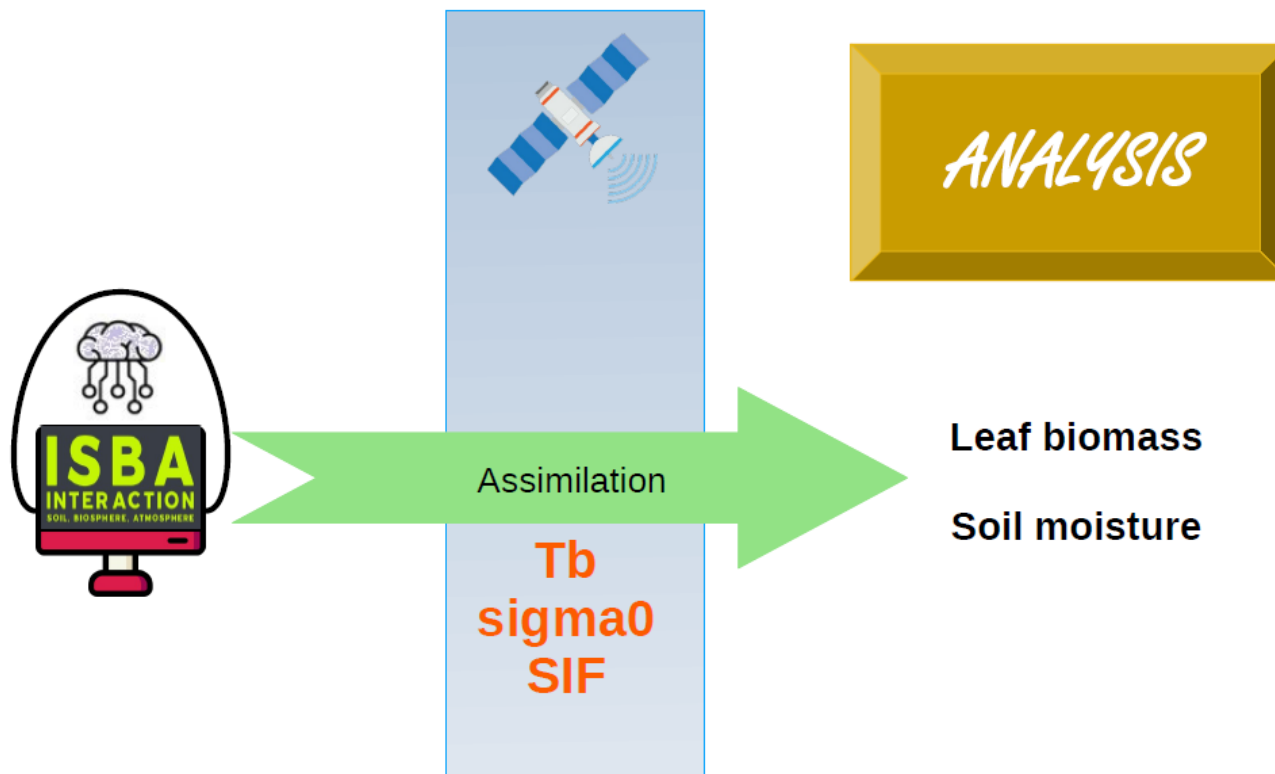 ANALYSIS
ISBA
INTERACTION
SOIL, BIOSPHERE, ATMOSPHERE
Assimilation
Tb
sigma0
SIF
Leaf biomass
Soil moisture